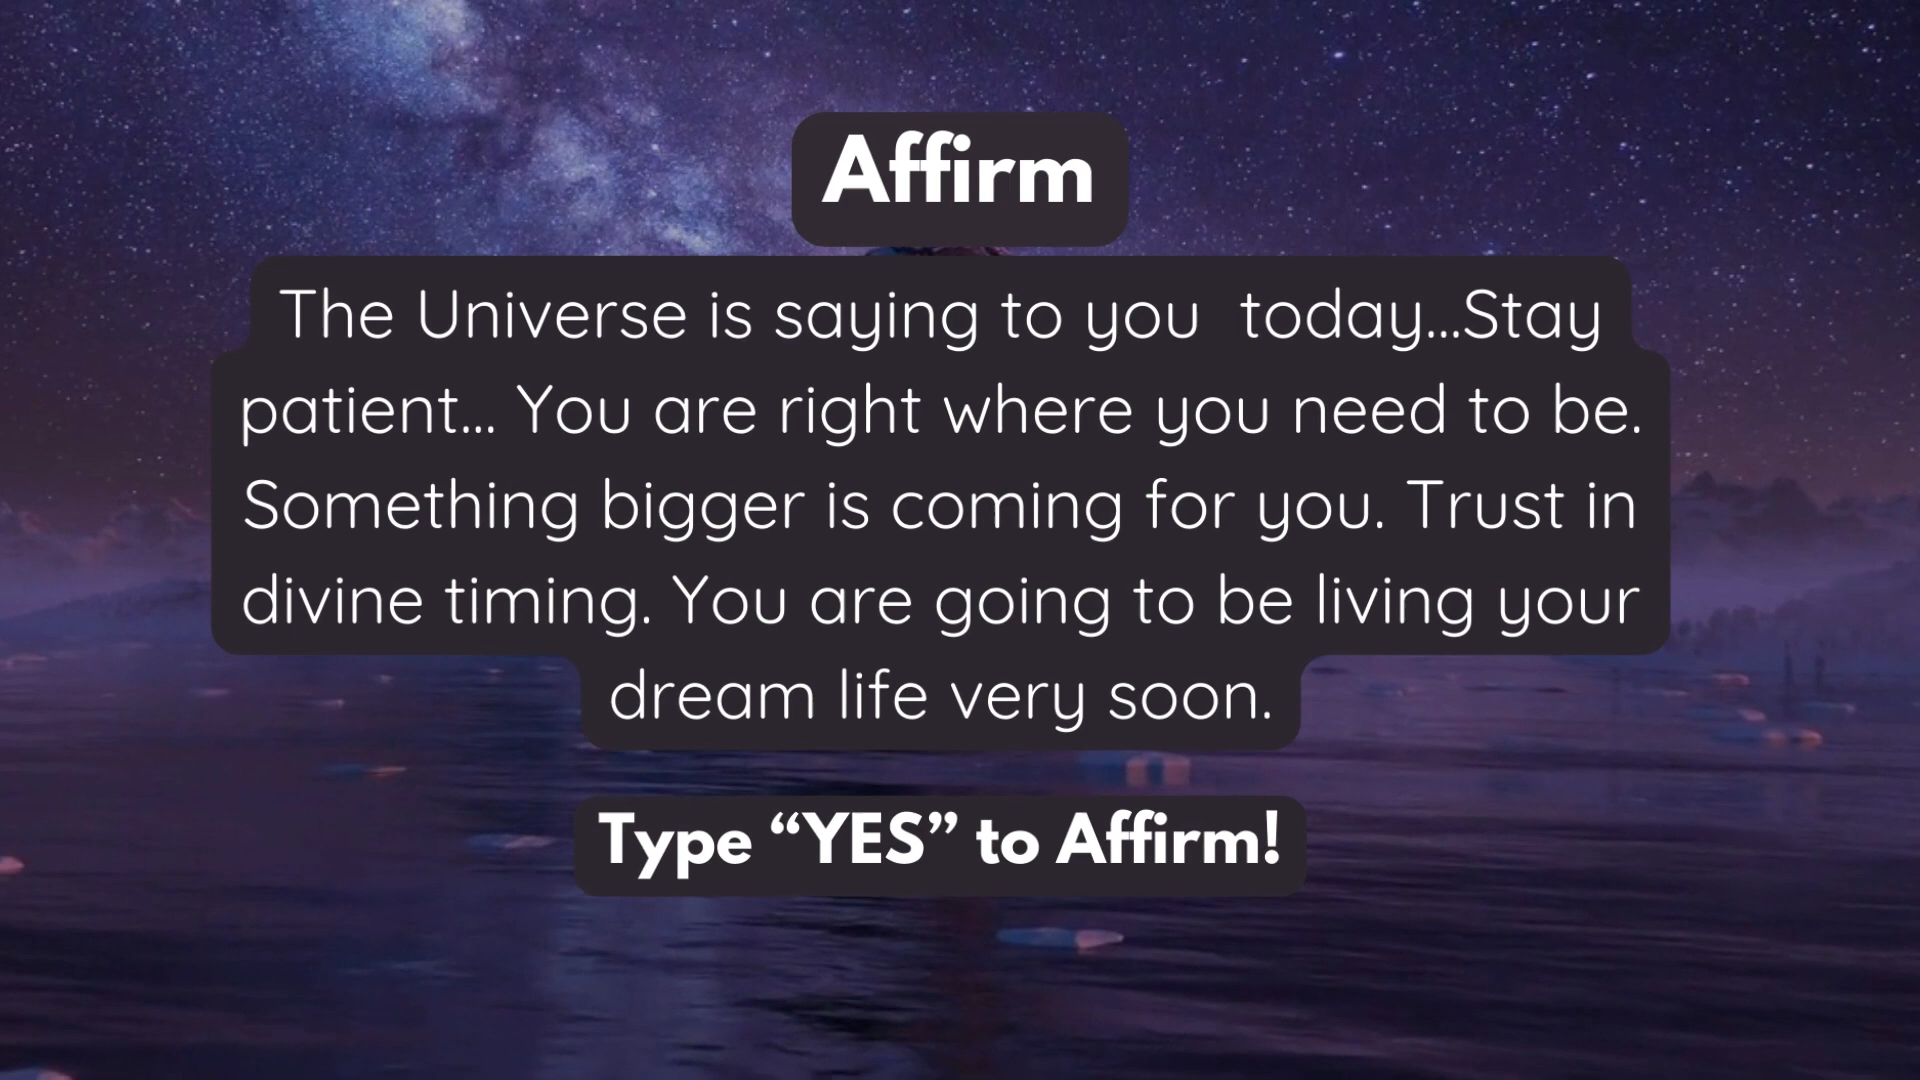 Affirm
The Universe is saying to you  today...Stay
patient... You are right where you need to be.
Something bigger is coming for you. Trust in
divine timing. You are going to be living your
dream life very soon.
Type “YES” to Affirm!